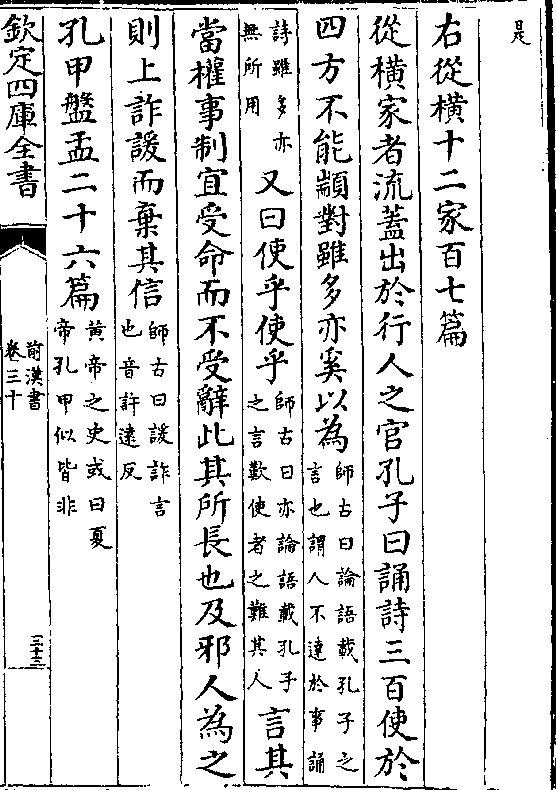 是
右從橫十二家百七篇
從橫家者流蓋出於行人之官孔子曰誦詩三百使於
四方不能顓對雖多亦奚以為師古曰論語載孔子之言也謂人不達於事誦
詩雖多亦無所用又曰使乎使乎師古曰亦論語載孔子之言歎使者之難其人言其
當權事制宜受命而不受辭此其所長也及邪人為之
則上詐諼而棄其信師古曰諼詐言也音許遠反
孔甲盤盂二十六篇黃帝之史或曰夏帝孔甲似皆非
欽定四庫全書
前漢書
卷三十
三十三